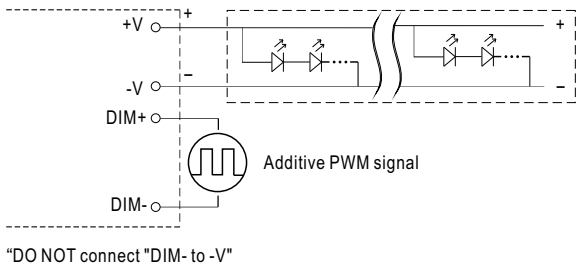 +V
+
+
-V
−
−
DIM+
Additive PWM signal
DIM-
“DO NOT connect "DIM- to -V"